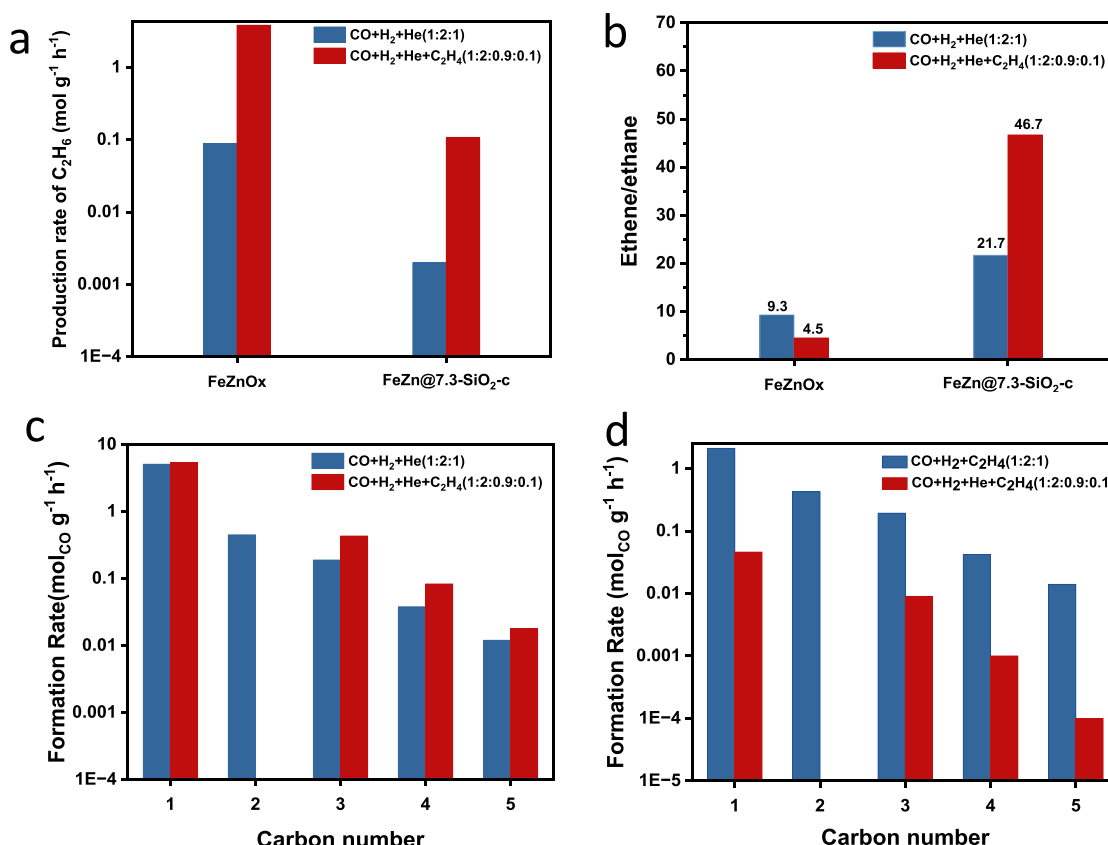 a
Production rate of C₂H₆ (mol g⁻¹ h⁻¹)
CO+H₂+He(1:2:1)
CO+H₂+He+C₂H₄(1:2:0.9:0.1)
1
0.1
0.01
0.001
1E−4
FeZnOx
FeZn@7.3-SiO₂-c
b
Ethene/ethane
CO+H₂+He(1:2:1)
CO+H₂+He+C₂H₄(1:2:0.9:0.1)
70
60
50
40
30
20
10
0
9.3
4.5
21.7
46.7
FeZnOx
FeZn@7.3-SiO₂-c
c
Formation Rate(mol_CO g⁻¹ h⁻¹)
CO+H₂+He(1:2:1)
CO+H₂+He+C₂H₄(1:2:0.9:0.1)
10
1
0.1
0.01
0.001
1E−4
1 2 3 4 5
Carbon number
d
Formation Rate (mol_CO g⁻¹ h⁻¹)
CO+H₂+C₂H₄(1:2:1)
CO+H₂+He+C₂H₄(1:2:0.9:0.1
1
0.1
0.01
0.001
1E−4
1E−5
1 2 3 4 5
Carbon number